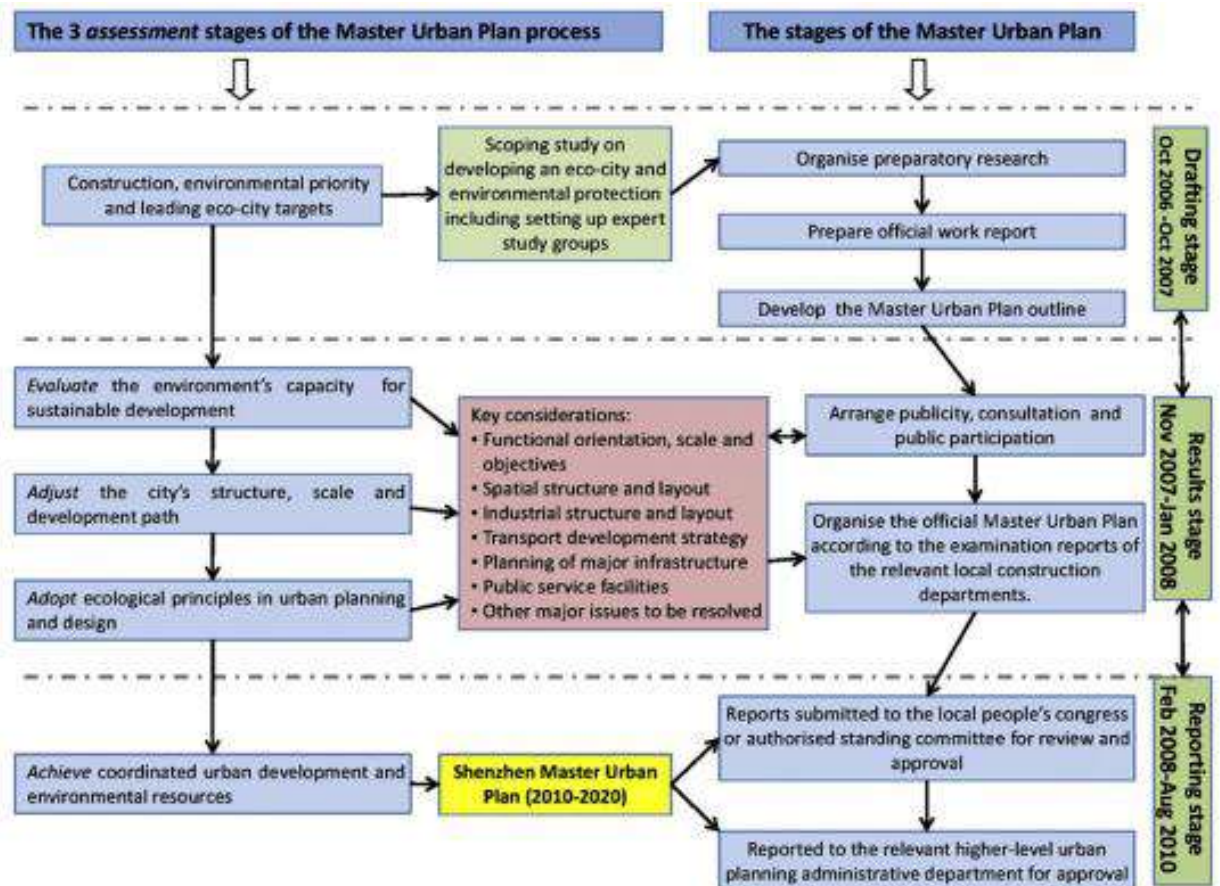 The 3 assessment stages of the Master Urban Plan process
The stages of the Master Urban Plan
Construction, environmental priority
and leading eco-city targets
Scoping study on
developing an eco-city and
environmental protection
including setting up expert
study groups
Organise preparatory research
Prepare official work report
Develop the Master Urban Plan outline
Drafting stage
Oct 2006 -Oct 2007
Evaluate the environment's capacity for
sustainable development
Adjust the city's structure, scale and
development path
Adopt ecological principles in urban planning
and design
Key considerations:
• Functional orientation, scale and
objectives
• Spatial structure and layout
• Industrial structure and layout
• Transport development strategy
• Planning of major infrastructure
• Public service facilities
• Other major issues to be resolved
Arrange publicity, consultation and
public participation
Organise the official Master Urban Plan
according to the examination reports of
the relevant local construction
departments.
Results stage
Nov 2007-Jan 2008
Achieve coordinated urban development and
environmental resources
Shenzhen Master Urban
Plan (2010-2020)
Reports submitted to the local people's congress
or authorised standing committee for review and
approval
Reported to the relevant higher-level urban
planning administrative department for approval
Reporting stage
Feb 2008-Aug 2010